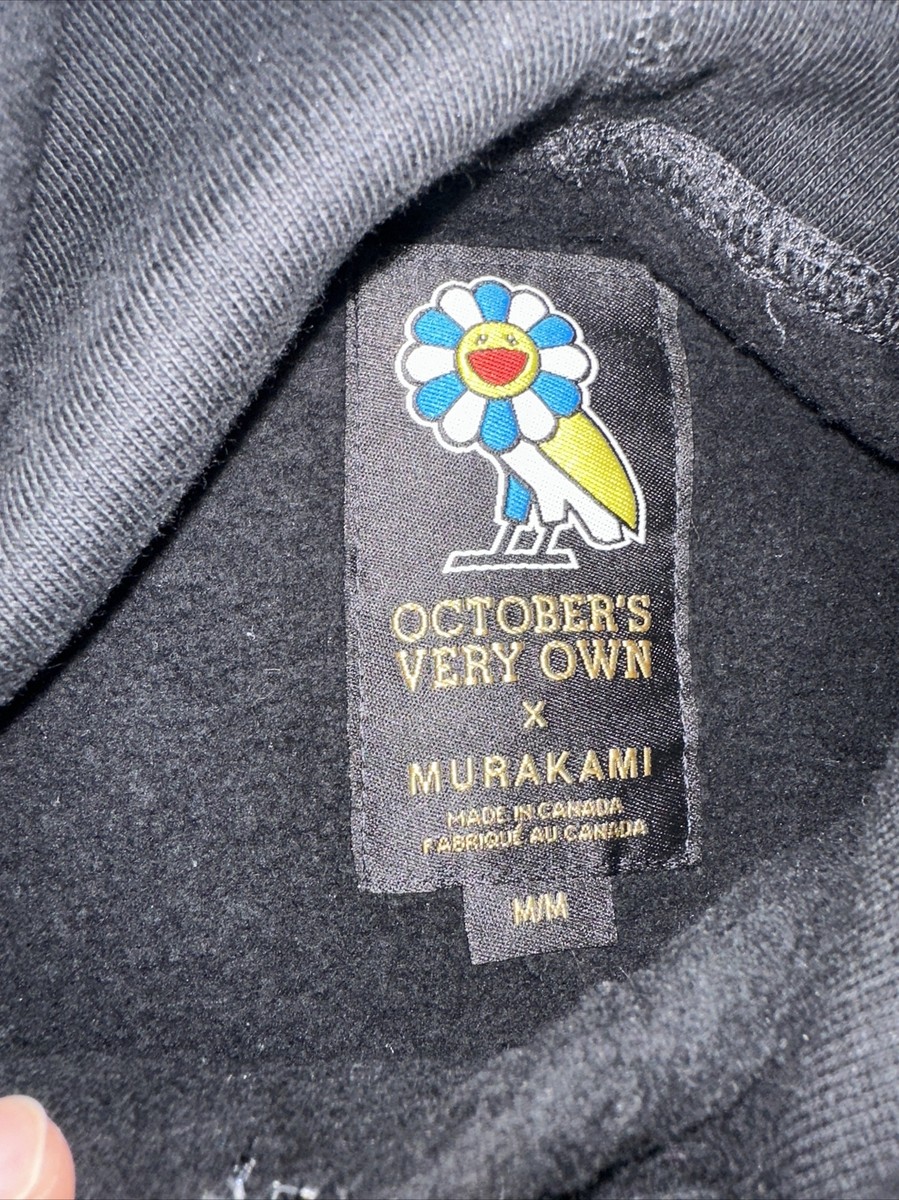 OCTOBER'S
VERY OWN
X
MURAKAMI
MADE IN CANADA
FABRIQUÉ AU CANADA
M/M